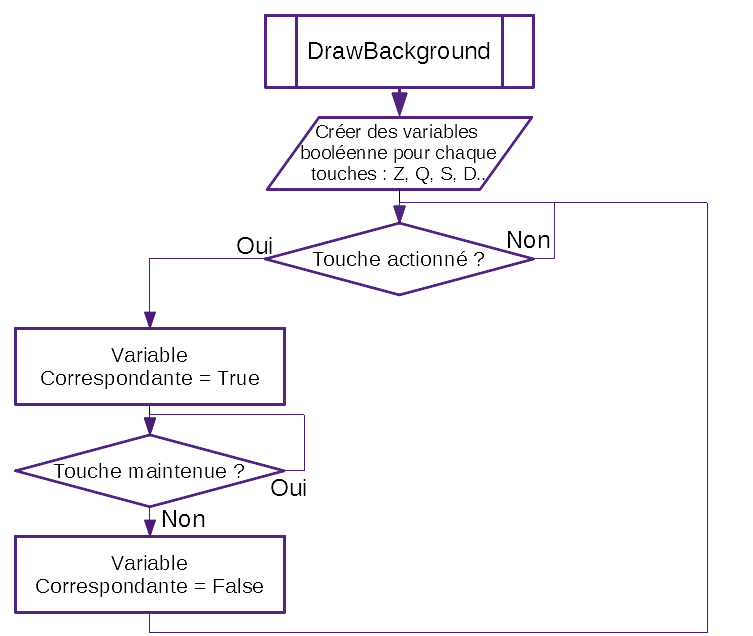 DrawBackground
Créer des variables
booléenne pour chaque
touches : Z, Q, S, D..
Oui
Non
Touche actionné ?
Variable
Correspondante = True
Touche maintenue ?
Oui
Non
Variable
Correspondante = False